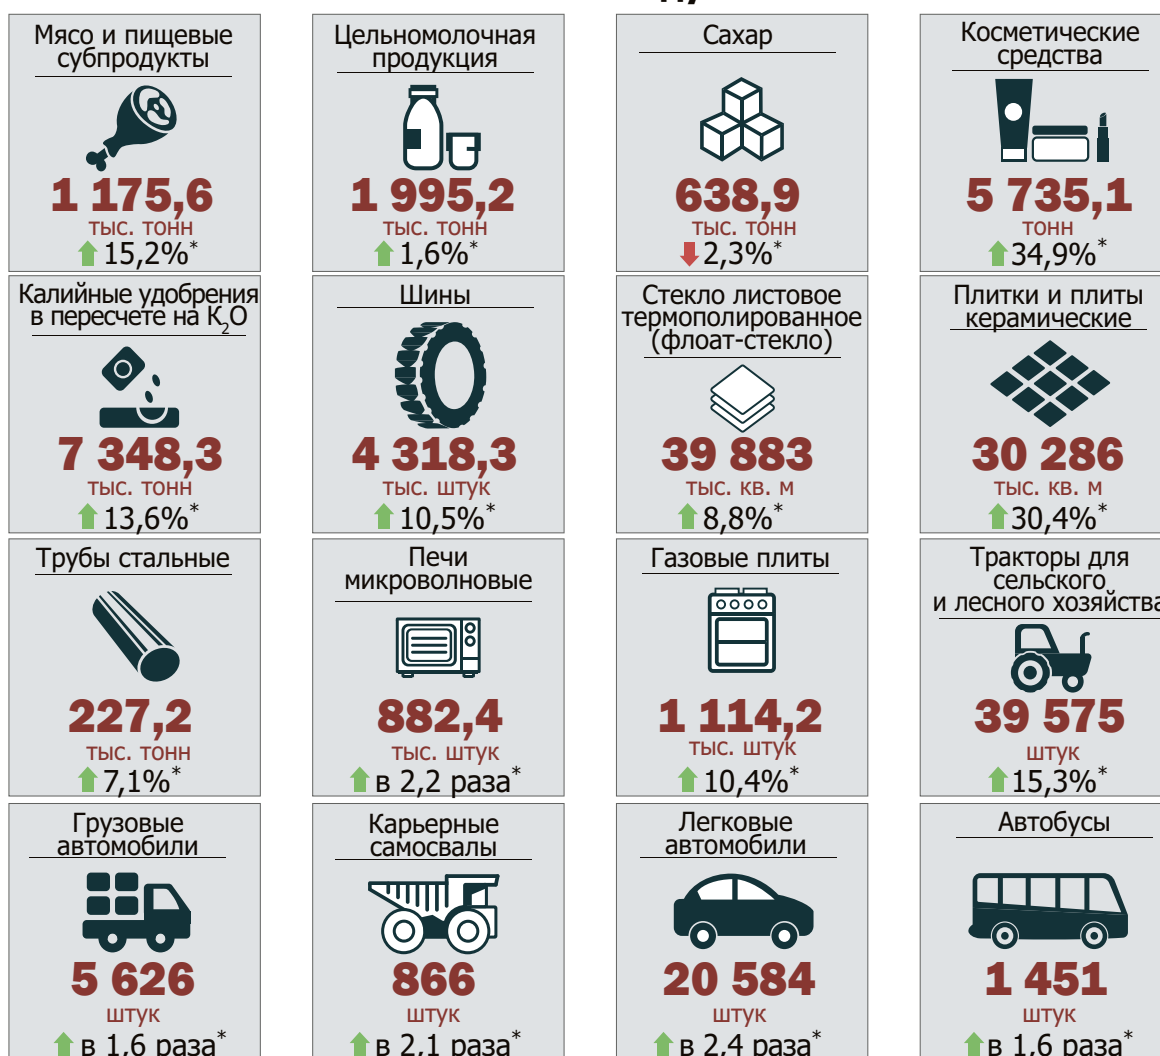 Мясо и пищевые
субпродукты
1 175,6
тыс. тонн
15,2%*
Цельномолочная
продукция
1 995,2
тыс. тонн
1,6%*
Сахар
638,9
тыс. тонн
2,3%*
Косметические
средства
5 735,1
тонн
34,9%*
Калийные удобрения
в пересчете на K₂O
7 348,3
тыс. тонн
13,6%*
Шины
4 318,3
тыс. штук
10,5%*
Стекло листовое
термополированное
(флоат-стекло)
39 883
тыс. кв. м
8,8%*
Плитки и плиты
керамические
30 286
тыс. кв. м
30,4%*
Трубы стальные
227,2
тыс. тонн
7,1%*
Печи
микроволновые
882,4
тыс. штук
в 2,2 раза*
Газовые плиты
1 114,2
тыс. штук
10,4%*
Тракторы для
сельского
и лесного хозяйства
39 575
штук
15,3%*
Грузовые
автомобили
5 626
штук
в 1,6 раза*
Карьерные
самосвалы
866
штук
в 2,1 раза*
Легковые
автомобили
20 584
штук
в 2,4 раза*
Автобусы
1 451
штук
в 1,6 раза*